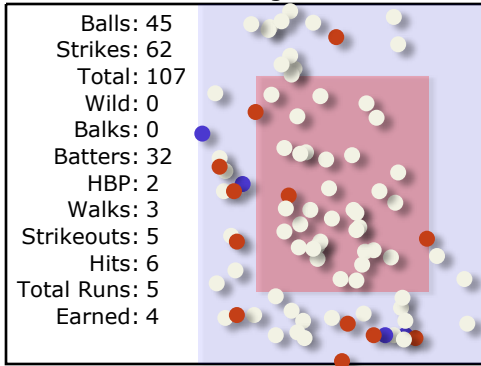 Balls: 45
Strikes: 62
Total: 107
Wild: 0
Balks: 0
Batters: 32
HBP: 2
Walks: 3
Strikeouts: 5
Hits: 6
Total Runs: 5
Earned: 4